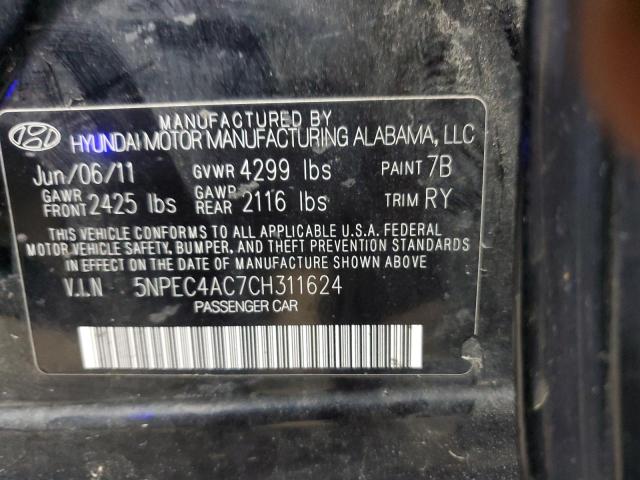 MANUFACTURED BY
HYUNDAI MOTOR MANUFACTURING ALABAMA, LLC
Jun/06/11 GVWR 4299 lbs PAINT 7B
GAWR FRONT 2425 lbs GAWR REAR 2116 lbs TRIM RY
THIS VEHICLE CONFORMS TO ALL APPLICABLE U.S.A. FEDERAL
MOTOR VEHICLE SAFETY, BUMPER, AND THEFT PREVENTION STANDARDS
IN EFFECT ON THE DATE OF MANUFACTURE SHOWN ABOVE
V.I.N 5NPEC4AC7CH311624
PASSENGER CAR